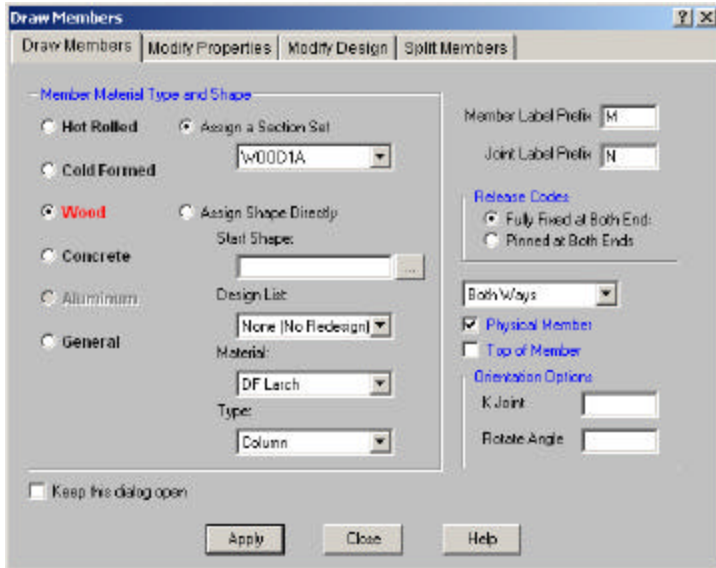 Draw Members
Draw Members Modify Properties Modify Design Split Members
Member Material Type and Shape
Hot Rolled
Cold Formed
Wood
Concrete
Aluminum
General
Assign a Section Set
WOOD1A
Assign Shape Directly
Start Shape:
...
Design List:
None (No Redesign)
Material:
DF Larch
Type:
Column
Member Label Prefix M
Joint Label Prefix N
Release Codes
Fully Fixed at Both Ends
Pinned at Both Ends
Both Ways
Physical Member
Top of Member
Orientation Options
K Joint
Rotate Angle
Keep this dialog open
Apply Close Help